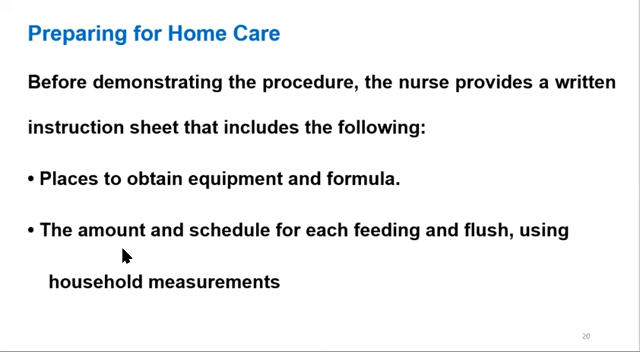 Preparing for Home Care
Before demonstrating the procedure, the nurse provides a written
instruction sheet that includes the following:
• Places to obtain equipment and formula.
• The amount and schedule for each feeding and flush, using
household measurements
20